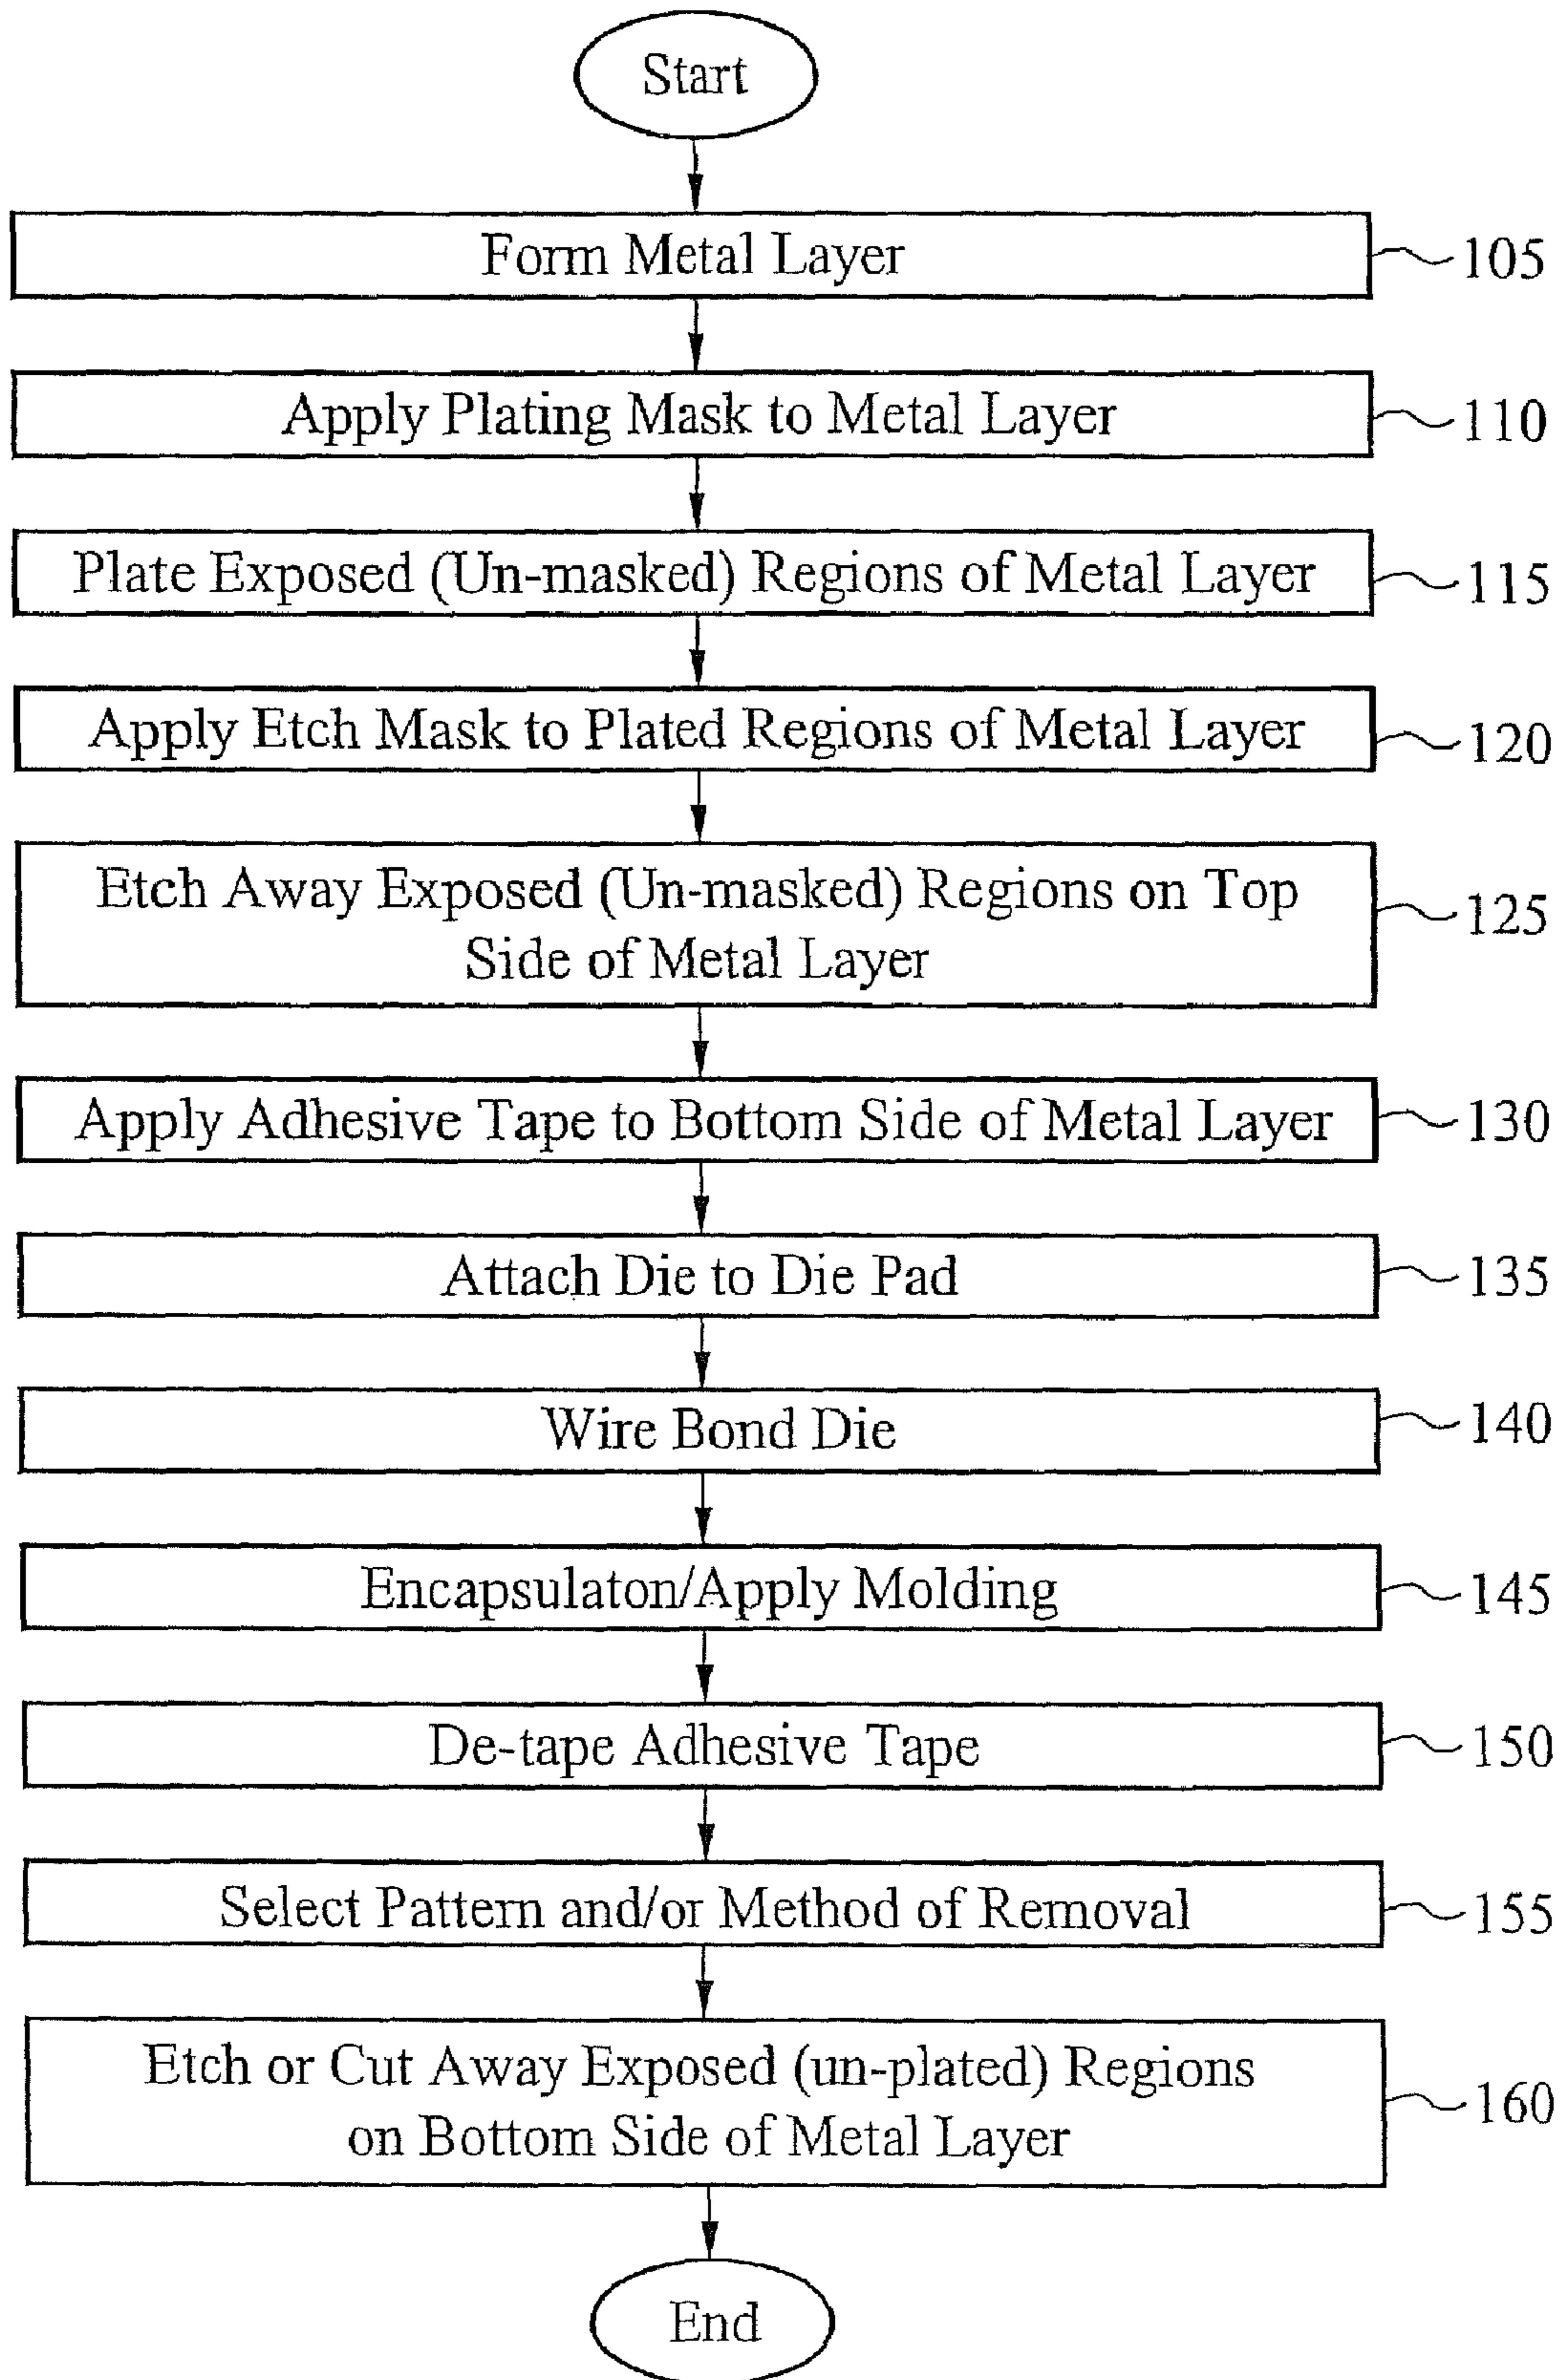 Start
Form Metal Layer
105
Apply Plating Mask to Metal Layer
110
Plate Exposed (Un-masked) Regions of Metal Layer
115
Apply Etch Mask to Plated Regions of Metal Layer
120
Etch Away Exposed (Un-masked) Regions on Top
Side of Metal Layer
125
Apply Adhesive Tape to Bottom Side of Metal Layer
130
Attach Die to Die Pad
135
Wire Bond Die
140
Encapsulaton/Apply Molding
145
De-tape Adhesive Tape
150
Select Pattern and/or Method of Removal
155
Etch or Cut Away Exposed (un-plated) Regions
on Bottom Side of Metal Layer
160
End